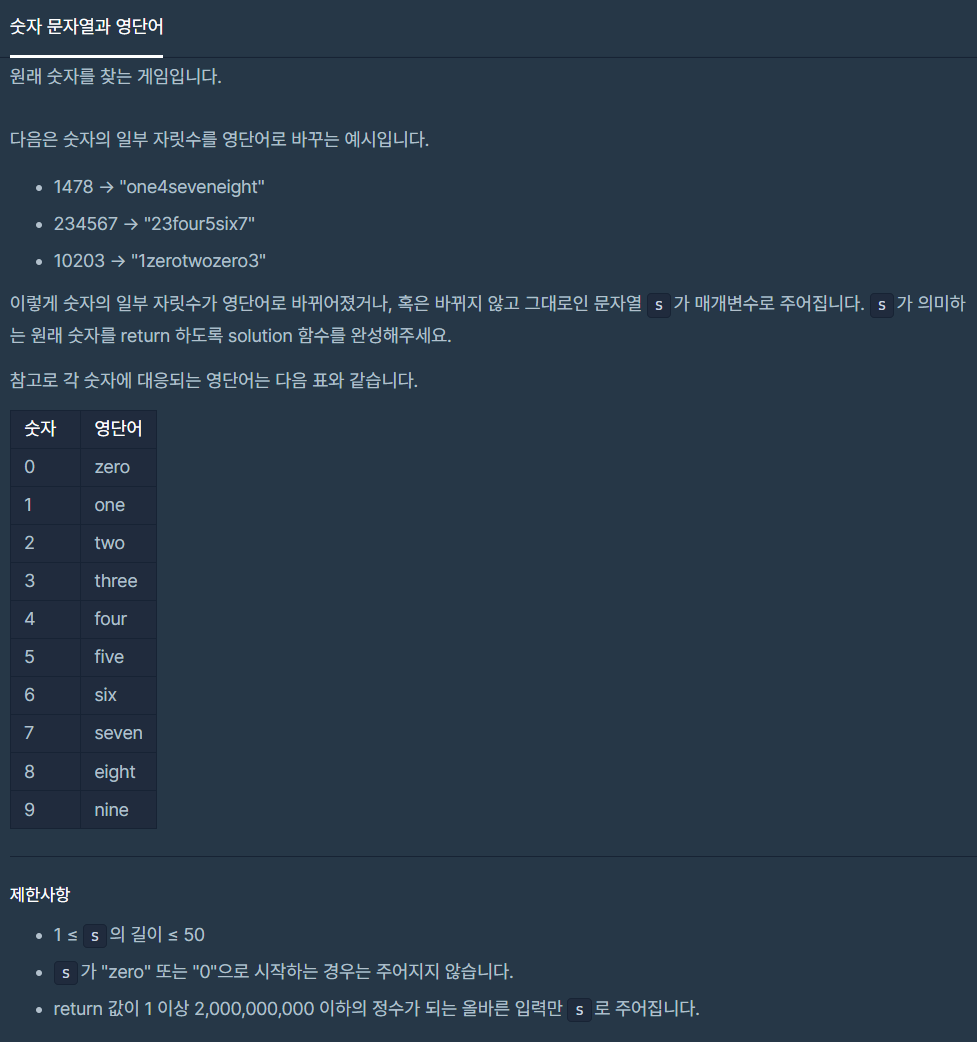 숫자 문자열과 영단어
원래 숫자를 찾는 게임입니다.
다음은 숫자의 일부 자릿수를 영단어로 바꾸는 예시입니다.
• 1478 → "one4seveneight"
• 234567 → "23four5six7"
• 10203 → "1zerotwozero3"
이렇게 숫자의 일부 자릿수가 영단어로 바뀌어졌거나, 혹은 바뀌지 않고 그대로인 문자열 s 가 매개변수로 주어집니다. s 가 의미하
는 원래 숫자를 return 하도록 solution 함수를 완성해주세요.
참고로 각 숫자에 대응되는 영단어는 다음 표와 같습니다.
숫자 영단어
0 zero
1 one
2 two
3 three
4 four
5 five
6 six
7 seven
8 eight
9 nine
제한사항
• 1 ≤ s 의 길이 ≤ 50
• s 가 "zero" 또는 "0"으로 시작하는 경우는 주어지지 않습니다.
• return 값이 1 이상 2,000,000,000 이하의 정수가 되는 올바른 입력만 s 로 주어집니다.